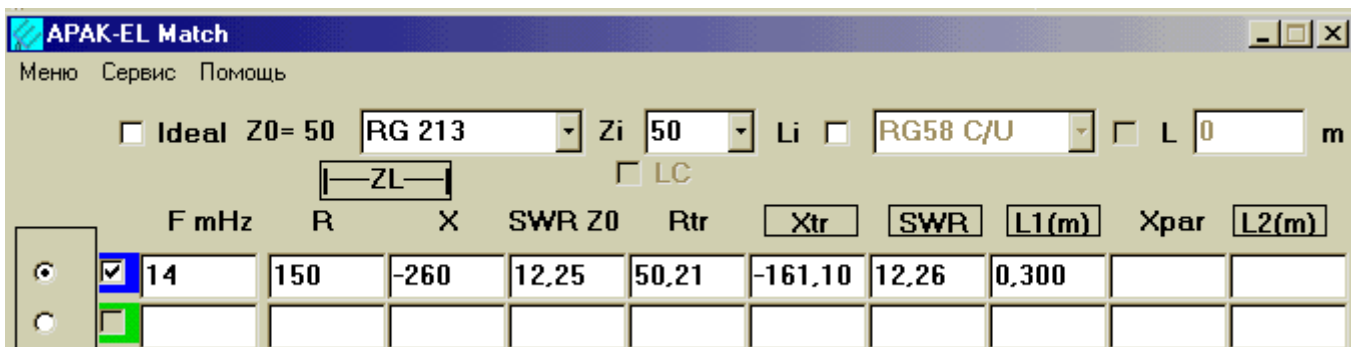 APAK-EL Match
Меню Сервис Помощь
Ideal Z0= 50 RG 213 Zi 50 Li RG58 C/U L 0 m
ZL LC
F mHz R X SWR Z0 Rtr Xtr SWR L1(m) Xpar L2(m)
14 150 -260 12,25 50,21 -161,10 12,26 0,300